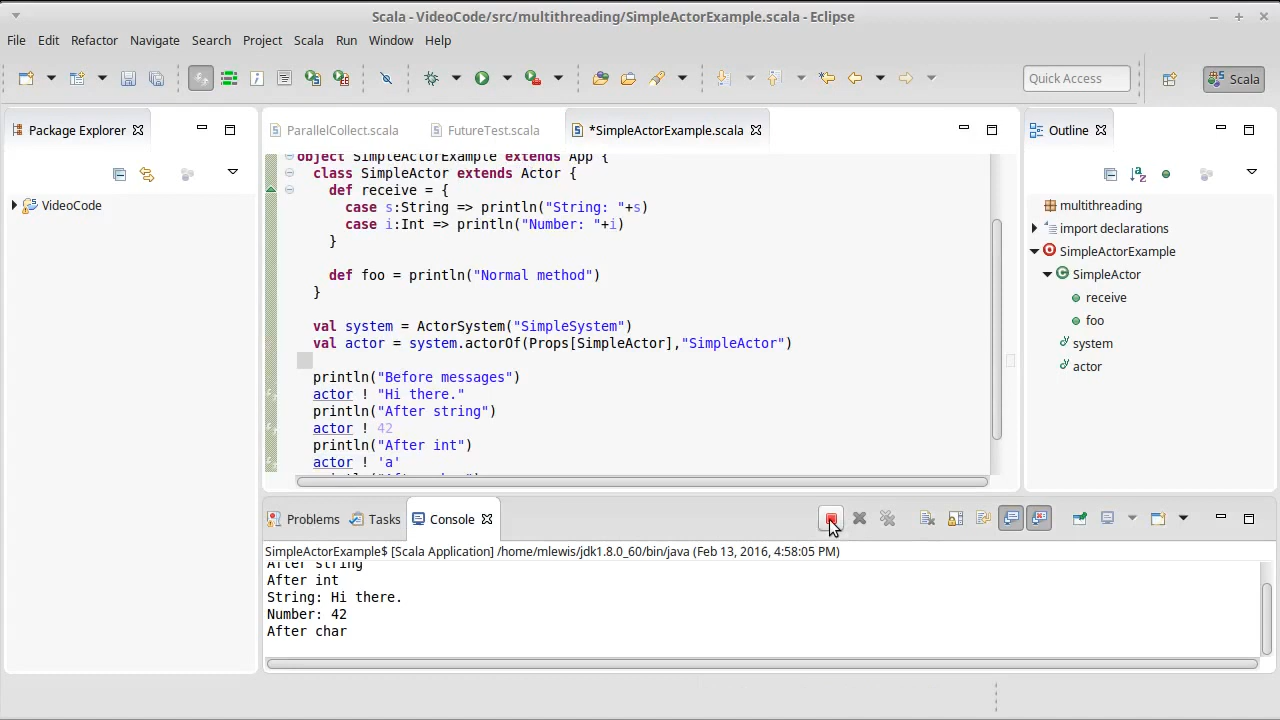 Scala - VideoCode/src/multithreading/SimpleActorExample.scala - Eclipse
File Edit Refactor Navigate Search Project Scala Run Window Help
Quick Access
Scala
Package Explorer
VideoCode
ParallelCollect.scala
FutureTest.scala
*SimpleActorExample.scala
object SimpleActorExample extends App {
class SimpleActor extends Actor {
def receive = {
case s:String => println("String: "+s)
case i:Int => println("Number: "+i)
}
def foo = println("Normal method")
}
val system = ActorSystem("SimpleSystem")
val actor = system.actorOf(Props[SimpleActor],"SimpleActor")
println("Before messages")
actor ! "Hi there."
println("After string")
actor ! 42
println("After int")
actor ! 'a'
Outline
multithreading
import declarations
SimpleActorExample
SimpleActor
receive
foo
system
actor
Problems Tasks Console
SimpleActorExample$ [Scala Application] /home/mlewis/jdk1.8.0_60/bin/java (Feb 13, 2016, 4:58:05 PM)
After string
After int
String: Hi there.
Number: 42
After char